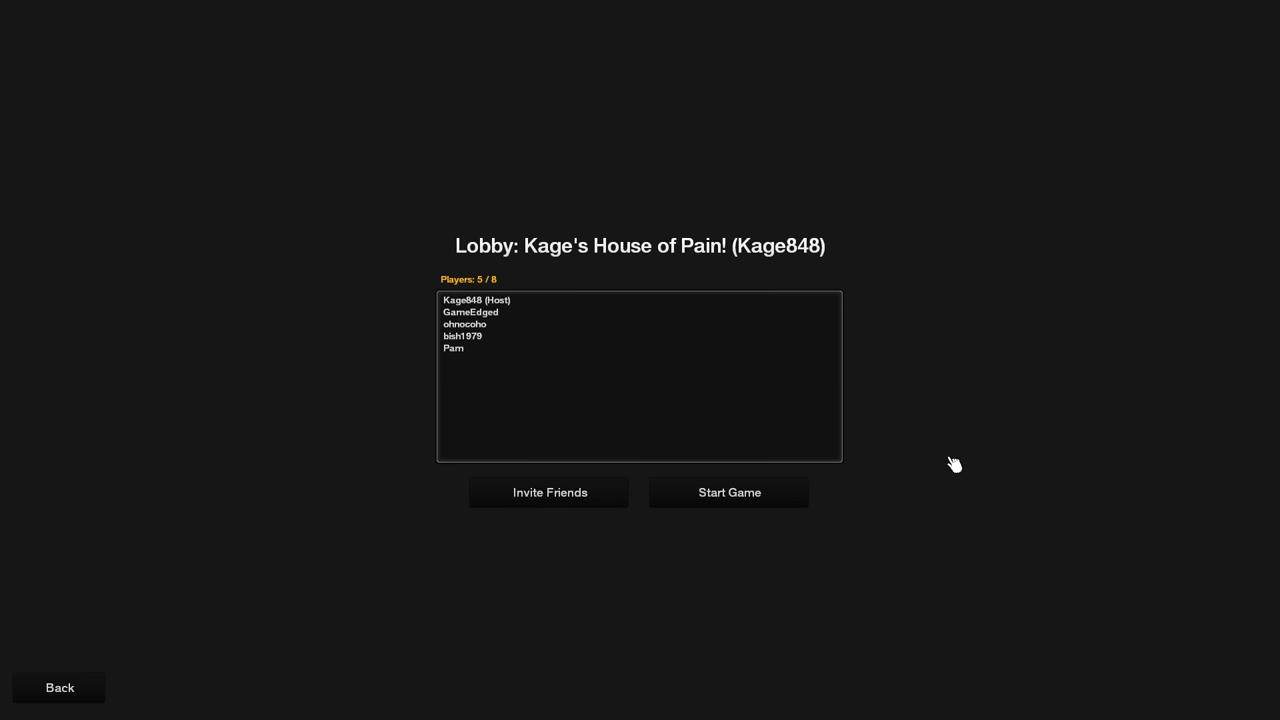 Lobby: Kage's House of Pain! (Kage848)
Players: 5 / 8
Kage848 (Host)
GameEdged
ohnocoho
bish1979
Pam
Invite Friends
Start Game
Back